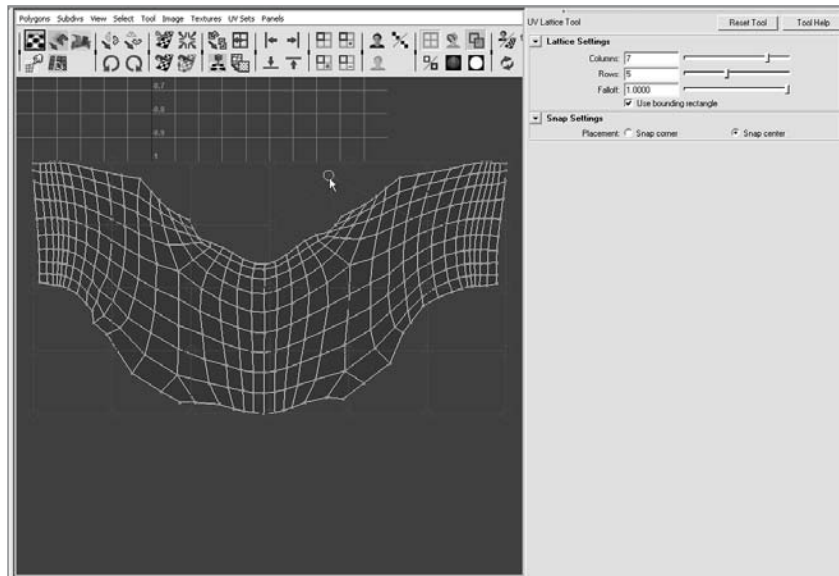 Polygons Subdivs View Select Tool Image Textures UV Sets Panels
UV Lattice Tool
Reset Tool
Tool Help
Lattice Settings
Columns: 7
Rows: 5
Falloff: 1.0000
Use bounding rectangle
Snap Settings
Placement: Snap corner Snap center
0.7
0.8
0.9
1